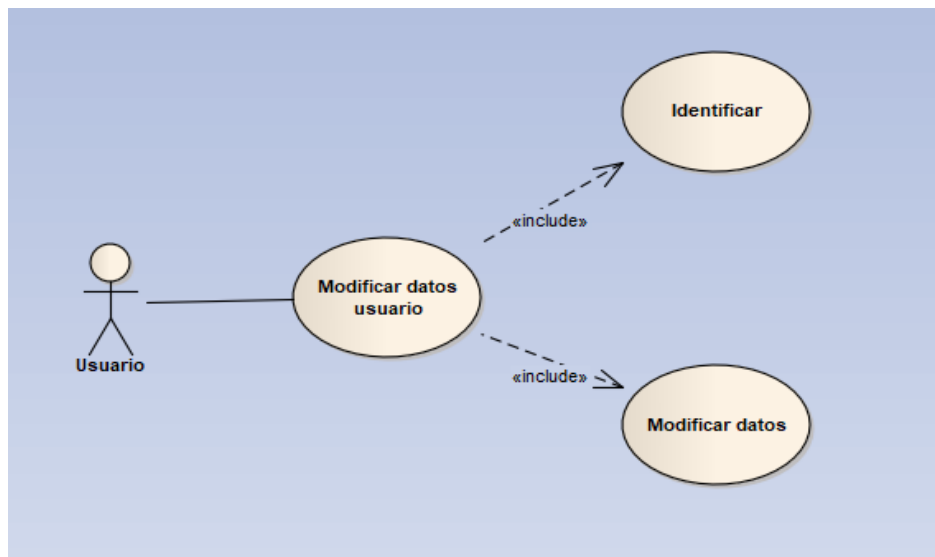 Identificar
«include»
Modificar datos
usuario
Usuario
«include»
Modificar datos